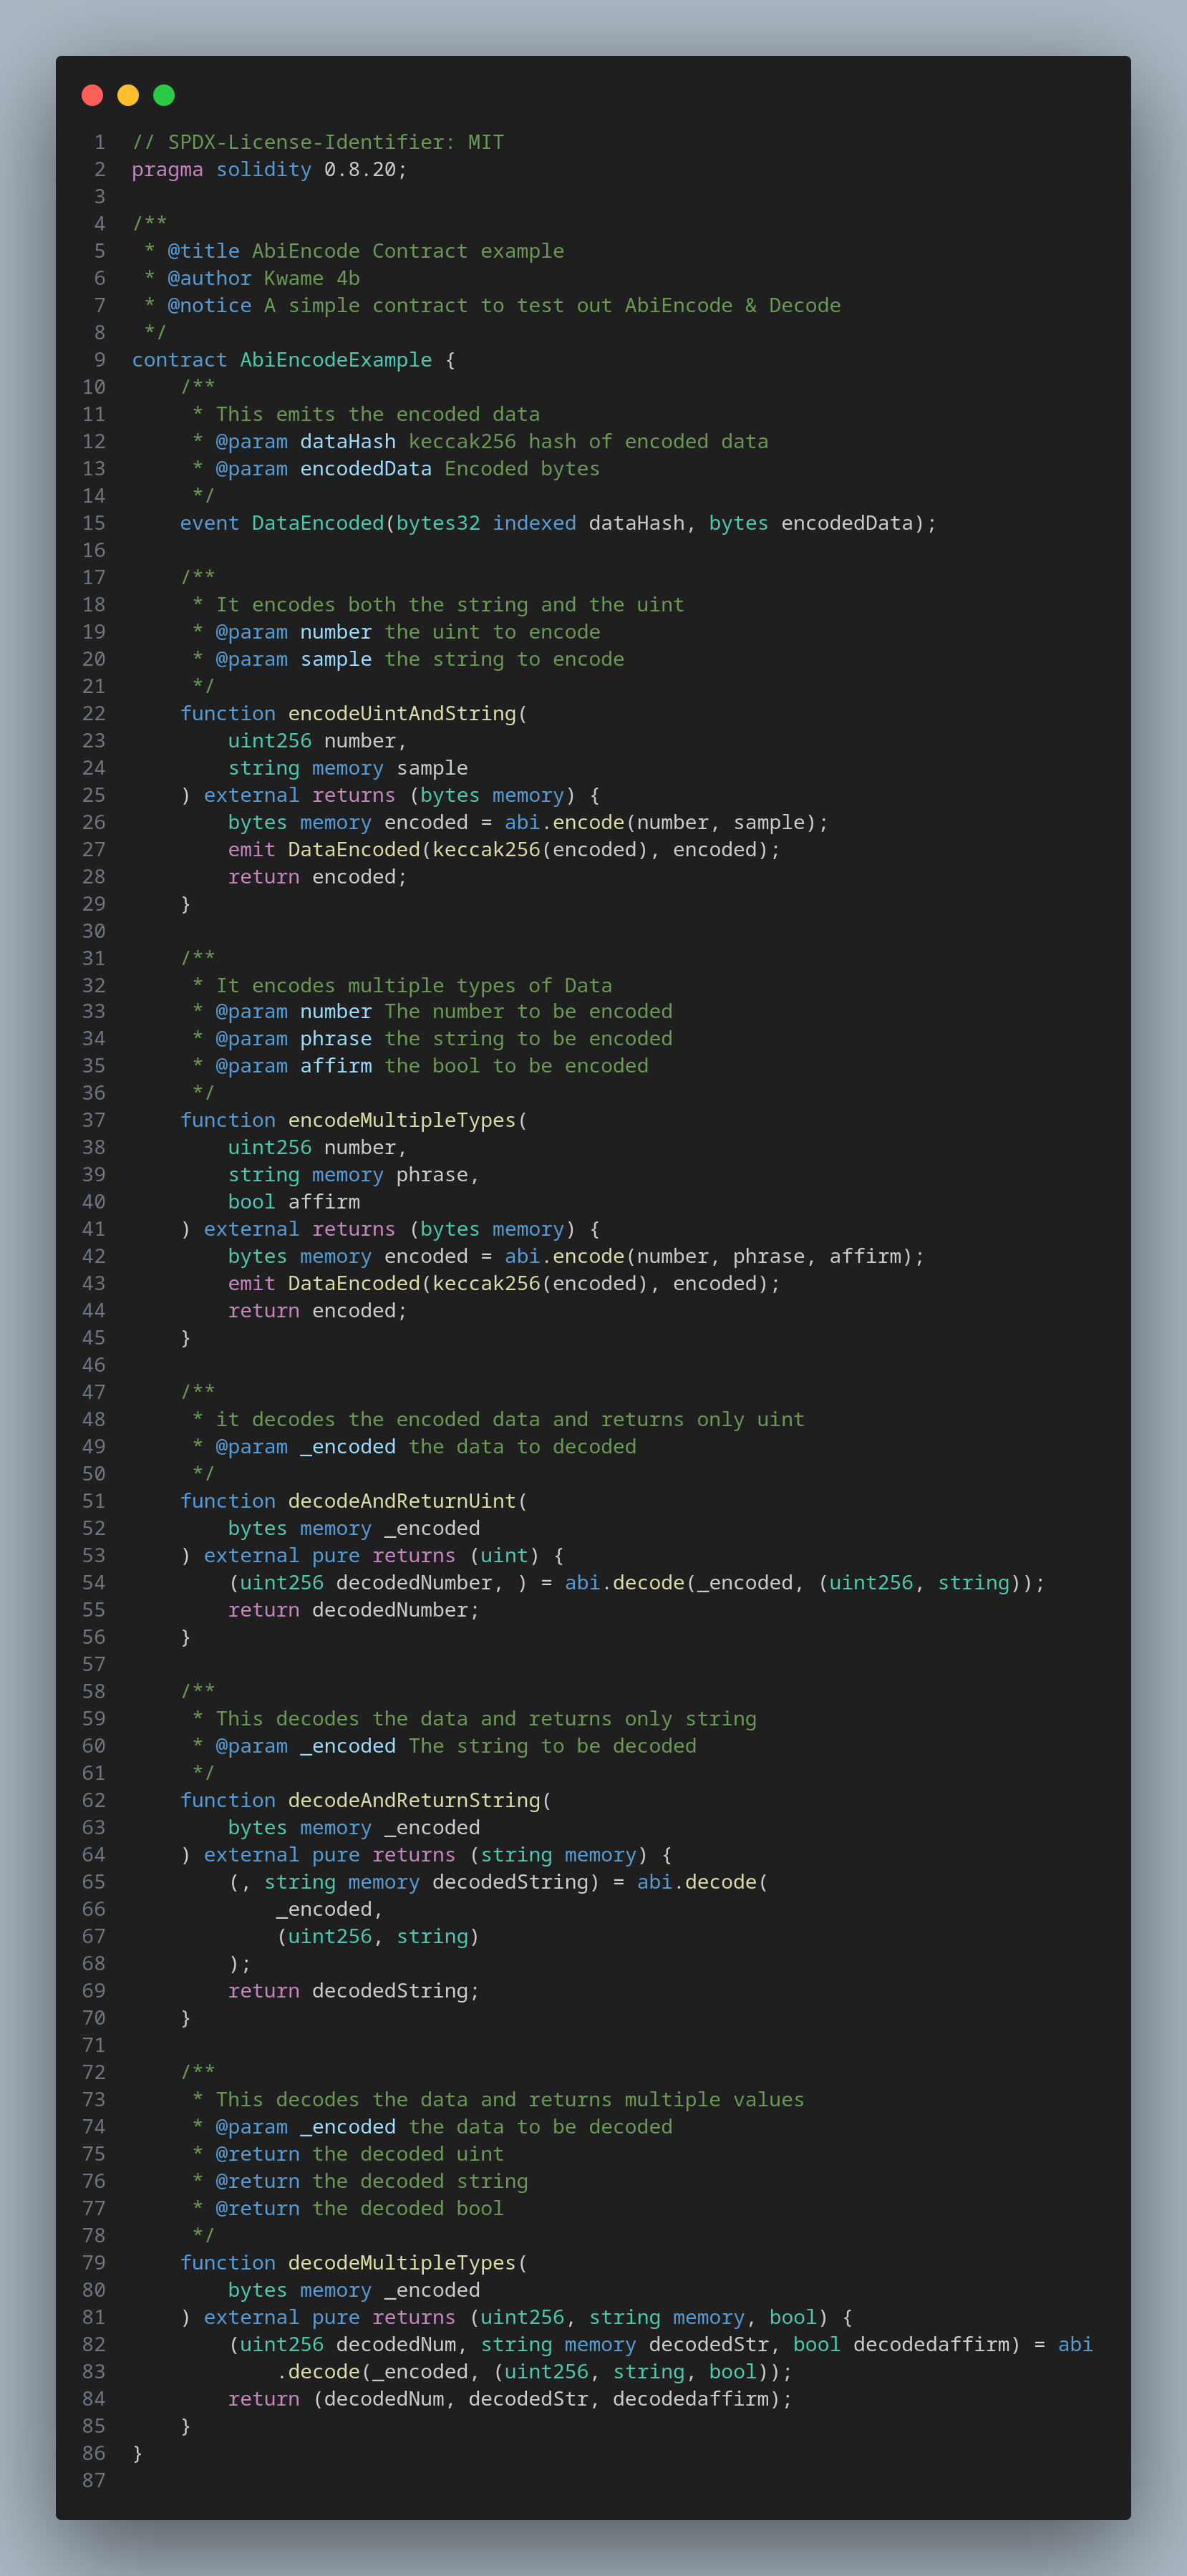 1 // SPDX-License-Identifier: MIT
2 pragma solidity 0.8.20;
3
4 /**
5  * @title AbiEncode Contract example
6  * @author Kwame 4b
7  * @notice A simple contract to test out AbiEncode & Decode
8  */
9 contract AbiEncodeExample {
10     /**
11      * This emits the encoded data
12      * @param dataHash keccak256 hash of encoded data
13      * @param encodedData Encoded bytes
14      */
15     event DataEncoded(bytes32 indexed dataHash, bytes encodedData);
16
17     /**
18      * It encodes both the string and the uint
19      * @param number the uint to encode
20      * @param sample the string to encode
21      */
22     function encodeUintAndString(
23         uint256 number,
24         string memory sample
25     ) external returns (bytes memory) {
26         bytes memory encoded = abi.encode(number, sample);
27         emit DataEncoded(keccak256(encoded), encoded);
28         return encoded;
29     }
30
31     /**
32      * It encodes multiple types of Data
33      * @param number The number to be encoded
34      * @param phrase the string to be encoded
35      * @param affirm the bool to be encoded
36      */
37     function encodeMultipleTypes(
38         uint256 number,
39         string memory phrase,
40         bool affirm
41     ) external returns (bytes memory) {
42         bytes memory encoded = abi.encode(number, phrase, affirm);
43         emit DataEncoded(keccak256(encoded), encoded);
44         return encoded;
45     }
46
47     /**
48      * it decodes the encoded data and returns only uint
49      * @param _encoded the data to decoded
50      */
51     function decodeAndReturnUint(
52         bytes memory _encoded
53     ) external pure returns (uint) {
54         (uint256 decodedNumber, ) = abi.decode(_encoded, (uint256, string));
55         return decodedNumber;
56     }
57
58     /**
59      * This decodes the data and returns only string
60      * @param _encoded The string to be decoded
61      */
62     function decodeAndReturnString(
63         bytes memory _encoded
64     ) external pure returns (string memory) {
65         (, string memory decodedString) = abi.decode(
66             _encoded,
67             (uint256, string)
68         );
69         return decodedString;
70     }
71
72     /**
73      * This decodes the data and returns multiple values
74      * @param _encoded the data to be decoded
75      * @return the decoded uint
76      * @return the decoded string
77      * @return the decoded bool
78      */
79     function decodeMultipleTypes(
80         bytes memory _encoded
81     ) external pure returns (uint256, string memory, bool) {
82         (uint256 decodedNum, string memory decodedStr, bool decodedaffirm) = abi
83             .decode(_encoded, (uint256, string, bool));
84         return (decodedNum, decodedStr, decodedaffirm);
85     }
86 }
87